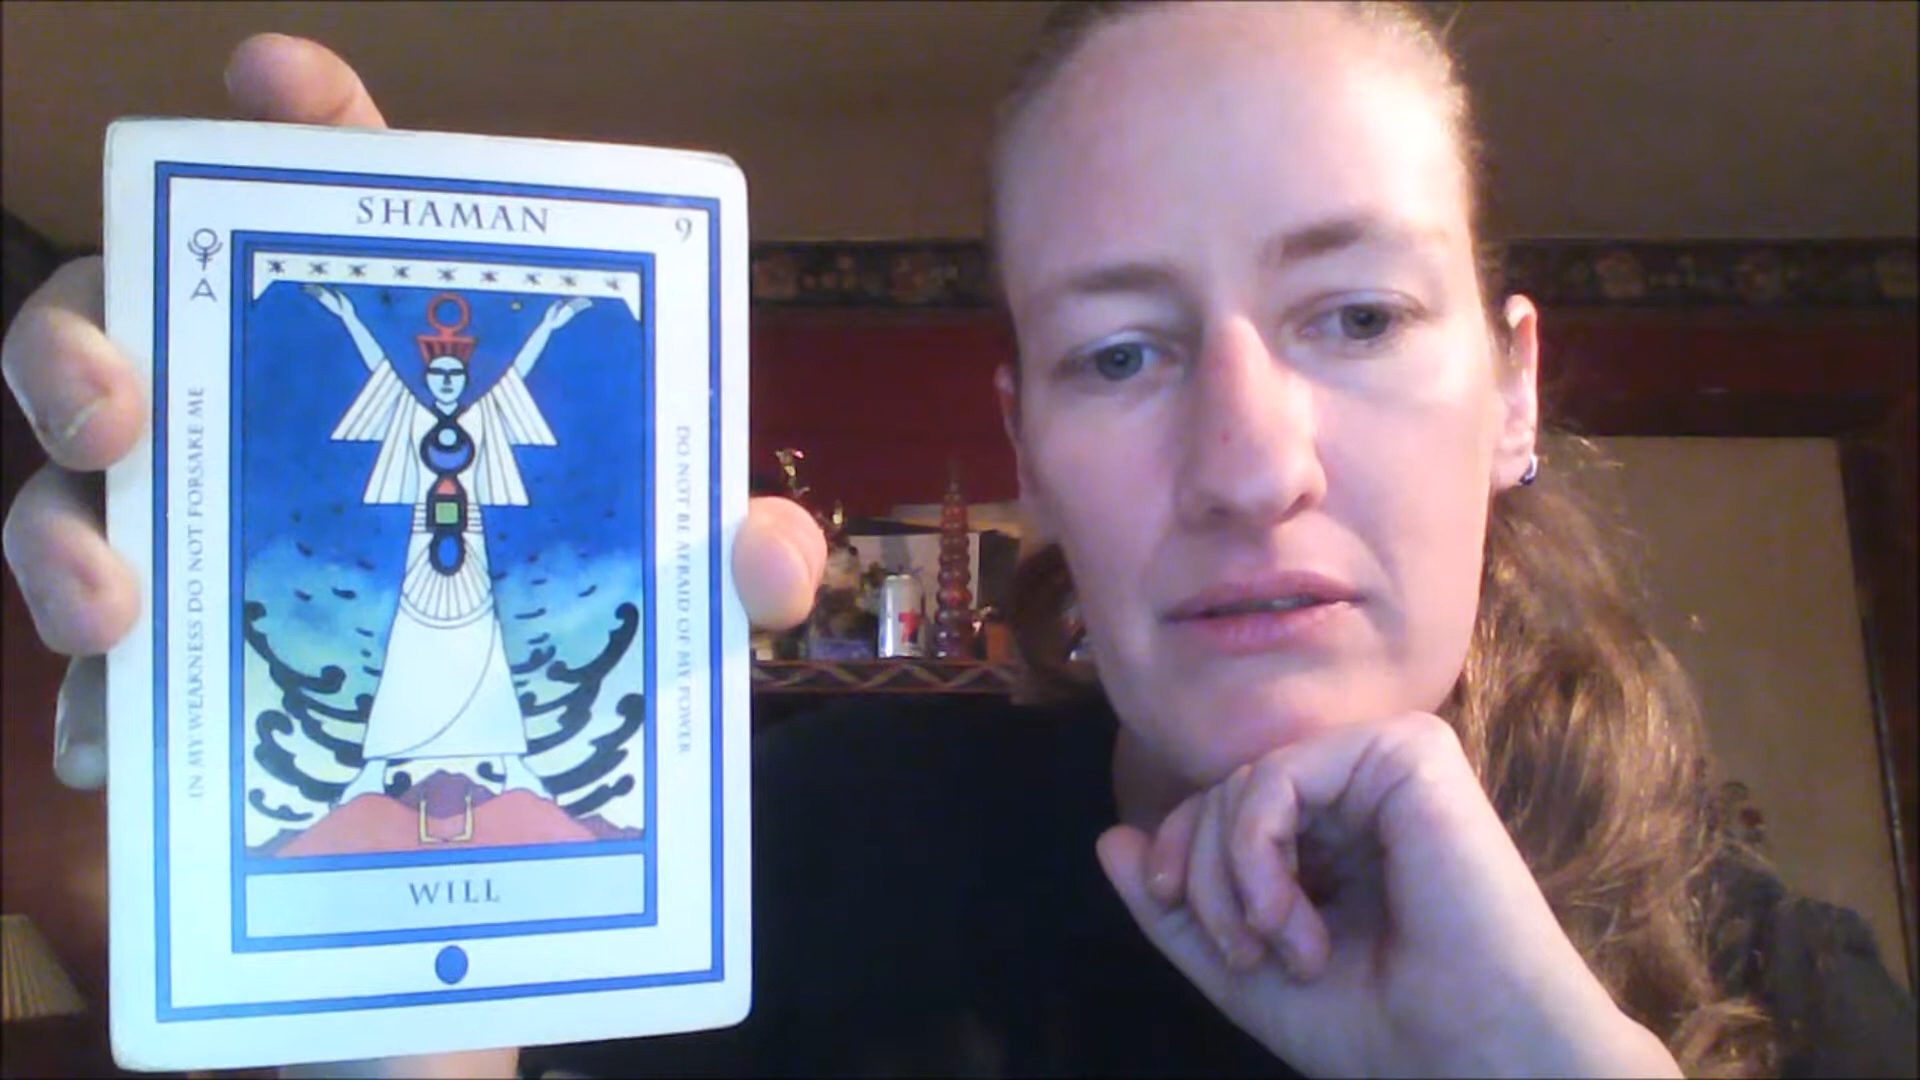 SHAMAN
9
IN MY WEAKNESS DO NOT FORSAKE ME
DO NOT BE AFRAID OF MY POWER
WILL